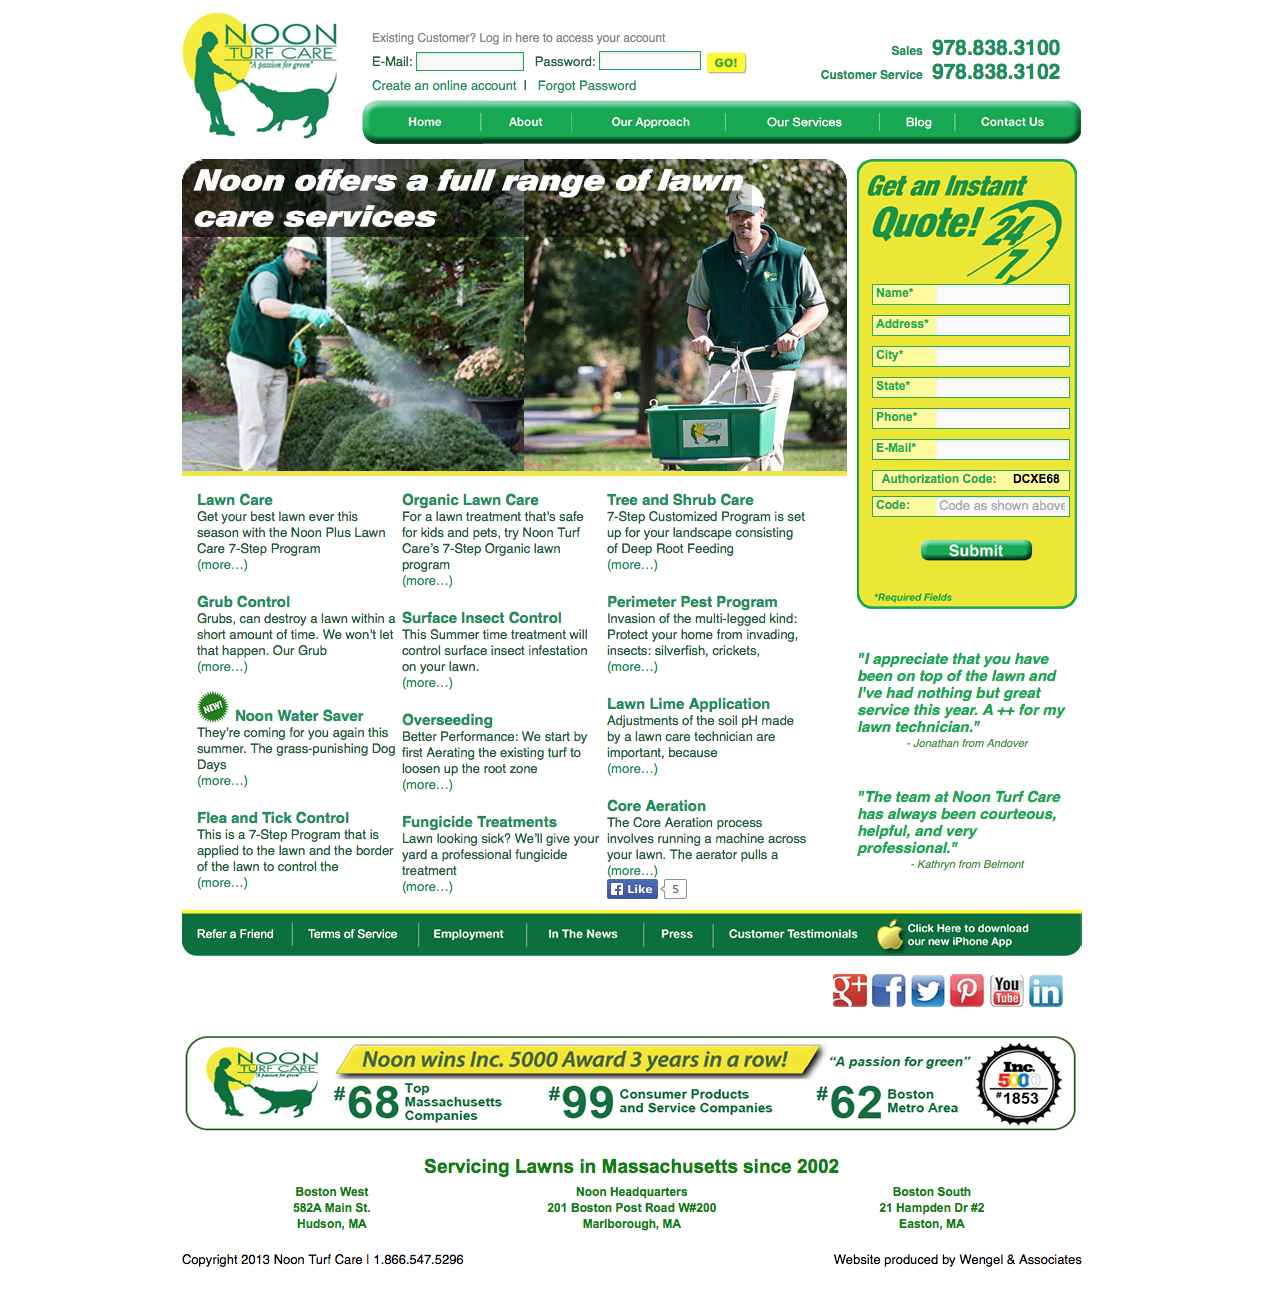 NOON
TURF CARE
"A passion for green"
Existing Customer? Log in here to access your account
E-Mail:
Password:
GO!
Create an online account | Forgot Password
Sales 978.838.3100
Customer Service 978.838.3102
Home
About
Our Approach
Our Services
Blog
Contact Us
Noon offers a full range of lawn
care services
Get an Instant
Quote! 24/7
Name*
Address*
City*
State*
Phone*
E-Mail*
Authorization Code: DCXE68
Code: Code as shown above
Submit
*Required Fields
Lawn Care
Get your best lawn ever this
season with the Noon Plus Lawn
Care 7-Step Program
(more…)
Grub Control
Grubs, can destroy a lawn within a
short amount of time. We won't let
that happen. Our Grub
(more…)
NEW!
Noon Water Saver
They're coming for you again this
summer. The grass-punishing Dog
Days
(more…)
Flea and Tick Control
This is a 7-Step Program that is
applied to the lawn and the border
of the lawn to control the
(more…)
Organic Lawn Care
For a lawn treatment that's safe
for kids and pets, try Noon Turf
Care's 7-Step Organic lawn
program
(more…)
Surface Insect Control
This Summer time treatment will
control surface insect infestation
on your lawn.
(more…)
Overseeding
Better Performance: We start by
first Aerating the existing turf to
loosen up the root zone
(more…)
Fungicide Treatments
Lawn looking sick? We'll give your
yard a professional fungicide
treatment
(more…)
Tree and Shrub Care
7-Step Customized Program is set
up for your landscape consisting
of Deep Root Feeding
(more…)
Perimeter Pest Program
Invasion of the multi-legged kind:
Protect your home from invading,
insects: silverfish, crickets,
(more…)
Lawn Lime Application
Adjustments of the soil pH made
by a lawn care technician are
important, because
(more…)
Core Aeration
The Core Aeration process
involves running a machine across
your lawn. The aerator pulls a
(more…)
Like 5
"I appreciate that you have
been on top of the lawn and
I've had nothing but great
service this year. A ++ for my
lawn technician."
- Jonathan from Andover
"The team at Noon Turf Care
has always been courteous,
helpful, and very
professional."
- Kathryn from Belmont
Refer a Friend
Terms of Service
Employment
In The News
Press
Customer Testimonials
Click Here to download
our new iPhone App
g+
f
You
Tube
in
NOON
TURF CARE
"A passion for green"
Noon wins Inc. 5000 Award 3 years in a row!
"A passion for green"
#68 Top
Massachusetts
Companies
#99 Consumer Products
and Service Companies
#62 Boston
Metro Area
Inc.
5000
#1853
Servicing Lawns in Massachusetts since 2002
Boston West
582A Main St.
Hudson, MA
Noon Headquarters
201 Boston Post Road W#200
Marlborough, MA
Boston South
21 Hampden Dr #2
Easton, MA
Copyright 2013 Noon Turf Care | 1.866.547.5296
Website produced by Wengel & Associates